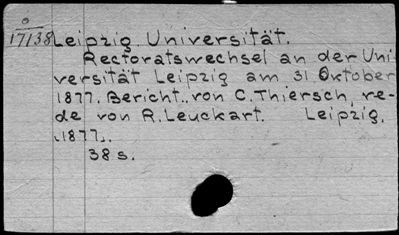 o
17138 Leipzig Universität.
Rectoratswechsel an der Uni-
versität Leipzig am 31 Oktober
1877. Bericht.. von C. Thiersch, re-
de von R. Leuckart. Leipzig,
[1877].
38 s.